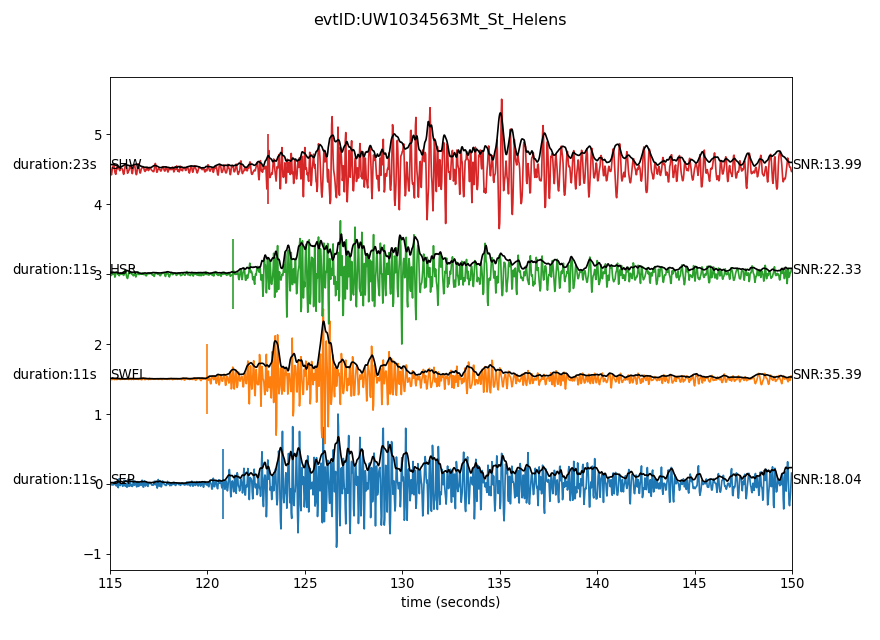 evtID:UW1034563Mt_St_Helens
5
duration:23s SHW SNR:13.99
4
duration:11s HSR SNR:22.33
3
2
duration:11s SWFL SNR:35.39
1
duration:11s SEP SNR:18.04
0
−1
115 120 125 130 135 140 145 150
time (seconds)